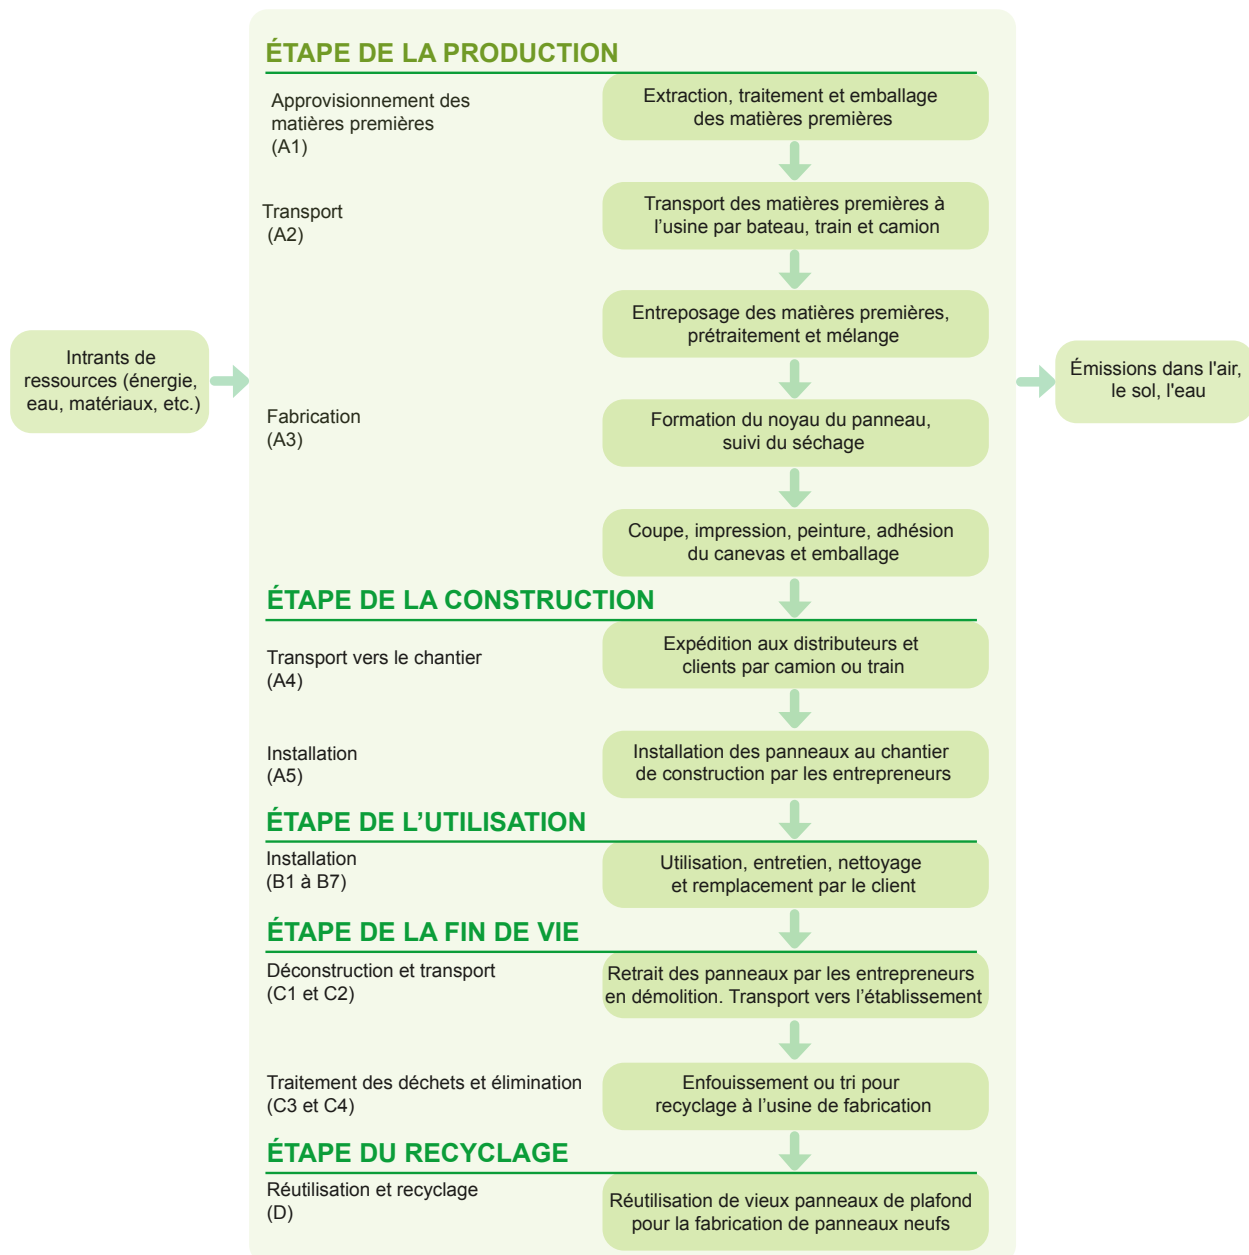 ÉTAPE DE LA PRODUCTION
Approvisionnement des
matières premières
(A1)
Extraction, traitement et emballage
des matières premières
Transport
(A2)
Transport des matières premières à
l’usine par bateau, train et camion
Entreposage des matières premières,
prétraitement et mélange
Intrants de
ressources (énergie,
eau, matériaux, etc.)
Émissions dans l'air,
le sol, l'eau
Fabrication
(A3)
Formation du noyau du panneau,
suivi du séchage
Coupe, impression, peinture, adhésion
du canevas et emballage
ÉTAPE DE LA CONSTRUCTION
Transport vers le chantier
(A4)
Expédition aux distributeurs et
clients par camion ou train
Installation
(A5)
Installation des panneaux au chantier
de construction par les entrepreneurs
ÉTAPE DE L’UTILISATION
Installation
(B1 à B7)
Utilisation, entretien, nettoyage
et remplacement par le client
ÉTAPE DE LA FIN DE VIE
Déconstruction et transport
(C1 et C2)
Retrait des panneaux par les entrepreneurs
en démolition. Transport vers l’établissement
Traitement des déchets et élimination
(C3 et C4)
Enfouissement ou tri pour
recyclage à l’usine de fabrication
ÉTAPE DU RECYCLAGE
Réutilisation et recyclage
(D)
Réutilisation de vieux panneaux de plafond
pour la fabrication de panneaux neufs